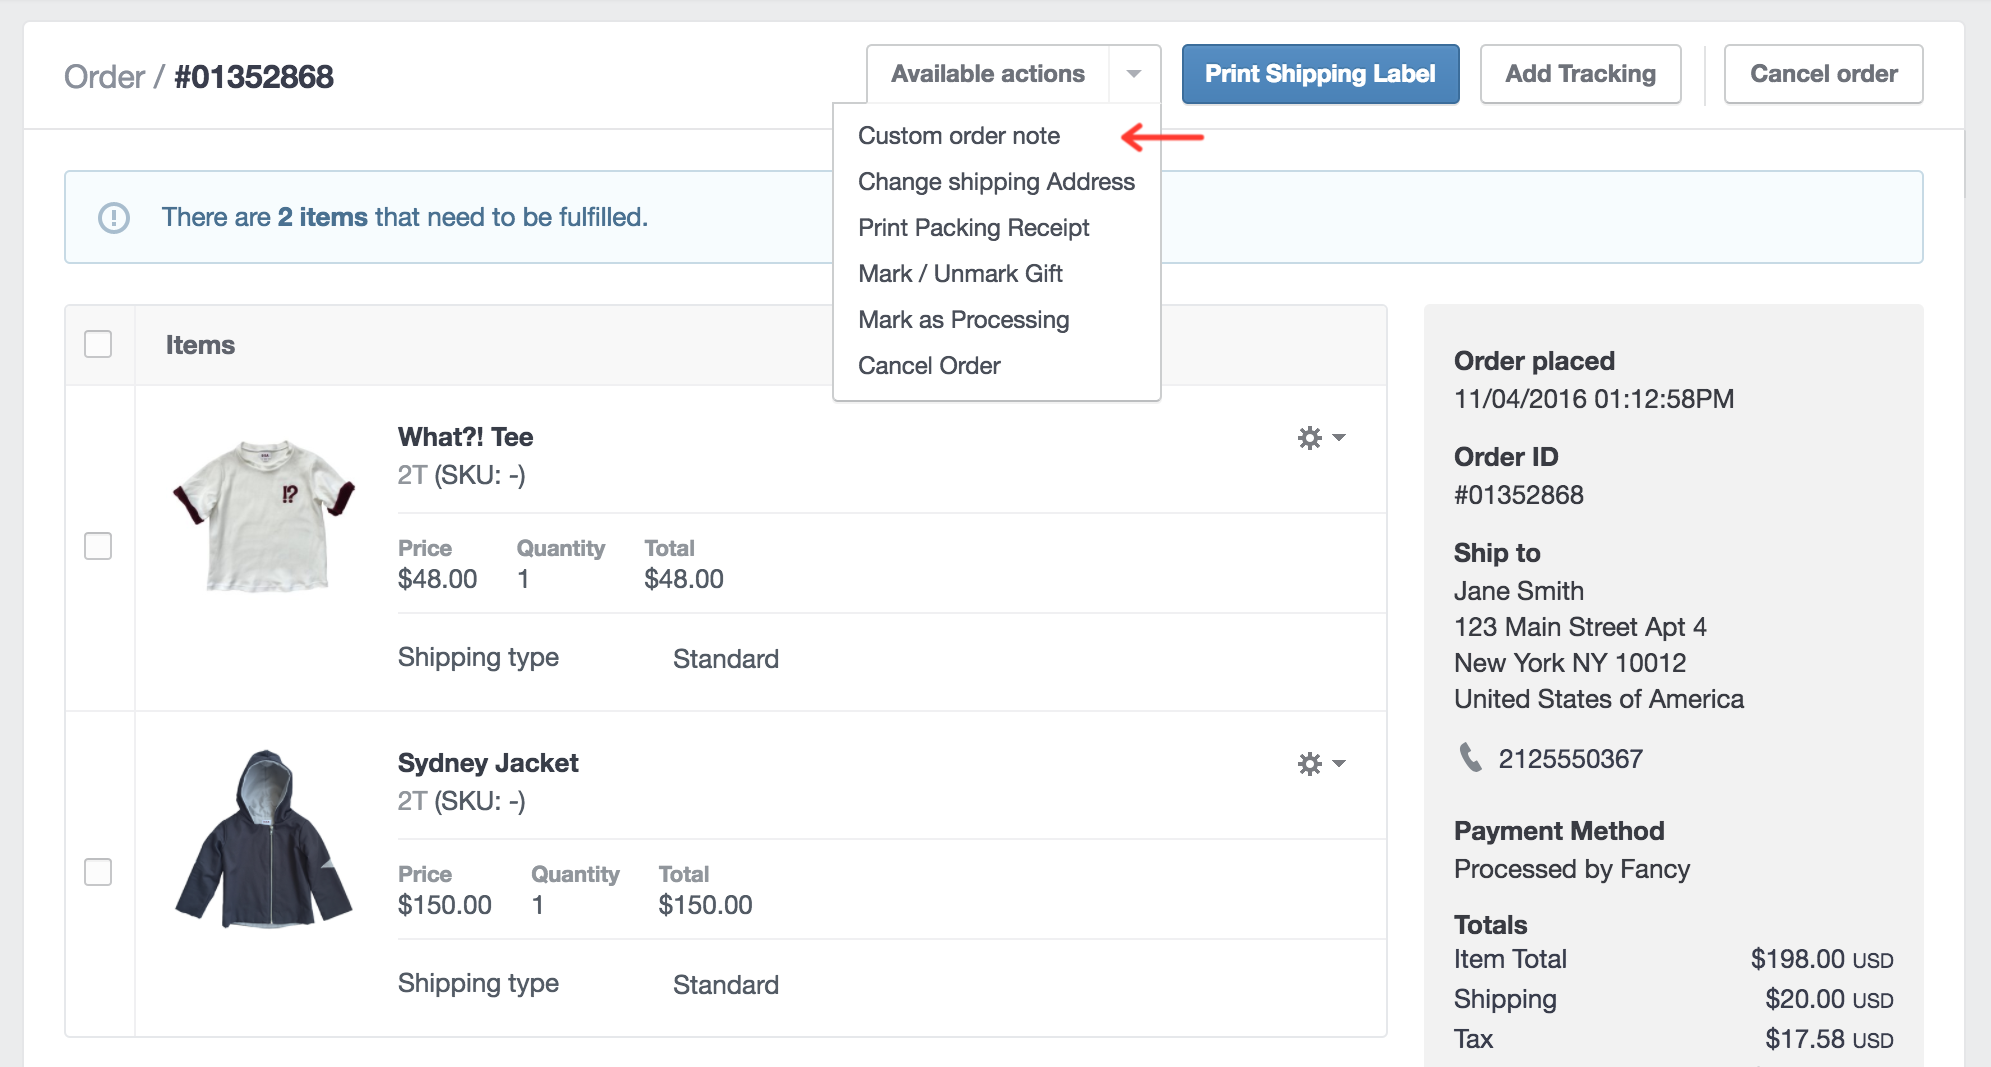 Order / #01352868
Available actions
Print Shipping Label
Add Tracking
Cancel order
Custom order note
Change shipping Address
Print Packing Receipt
Mark / Unmark Gift
Mark as Processing
Cancel Order
There are 2 items that need to be fulfilled.
Items
What?! Tee
2T (SKU: -)
!?
Price Quantity Total
$48.00 1 $48.00
Shipping type Standard
Sydney Jacket
2T (SKU: -)
Price Quantity Total
$150.00 1 $150.00
Shipping type Standard
Order placed
11/04/2016 01:12:58PM
Order ID
#01352868
Ship to
Jane Smith
123 Main Street Apt 4
New York NY 10012
United States of America
2125550367
Payment Method
Processed by Fancy
Totals
Item Total $198.00 USD
Shipping $20.00 USD
Tax $17.58 USD